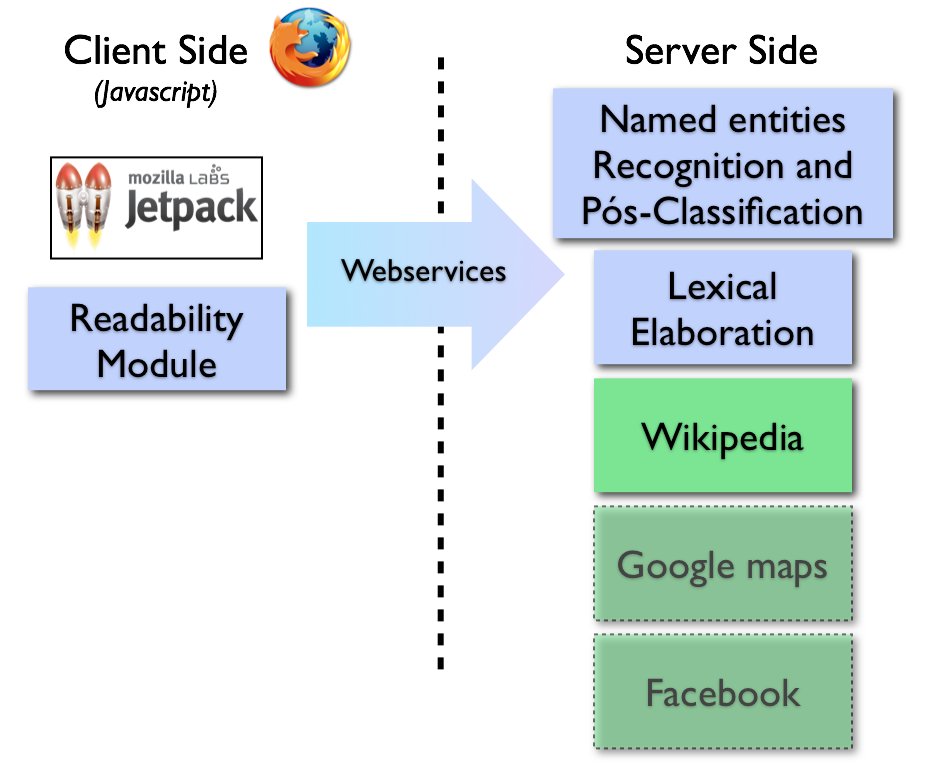 Client Side
(Javascript)
mozilla LABS
Jetpack
Readability
Module
Webservices
Server Side
Named entities
Recognition and
Pós-Classification
Lexical
Elaboration
Wikipedia
Google maps
Facebook